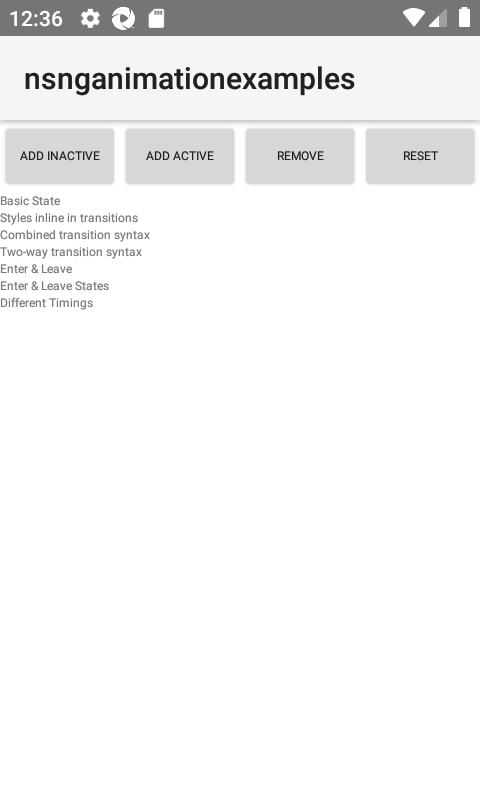 12:36
nsnganimationexamples
ADD INACTIVE ADD ACTIVE REMOVE RESET
Basic State
Styles inline in transitions
Combined transition syntax
Two-way transition syntax
Enter & Leave
Enter & Leave States
Different Timings